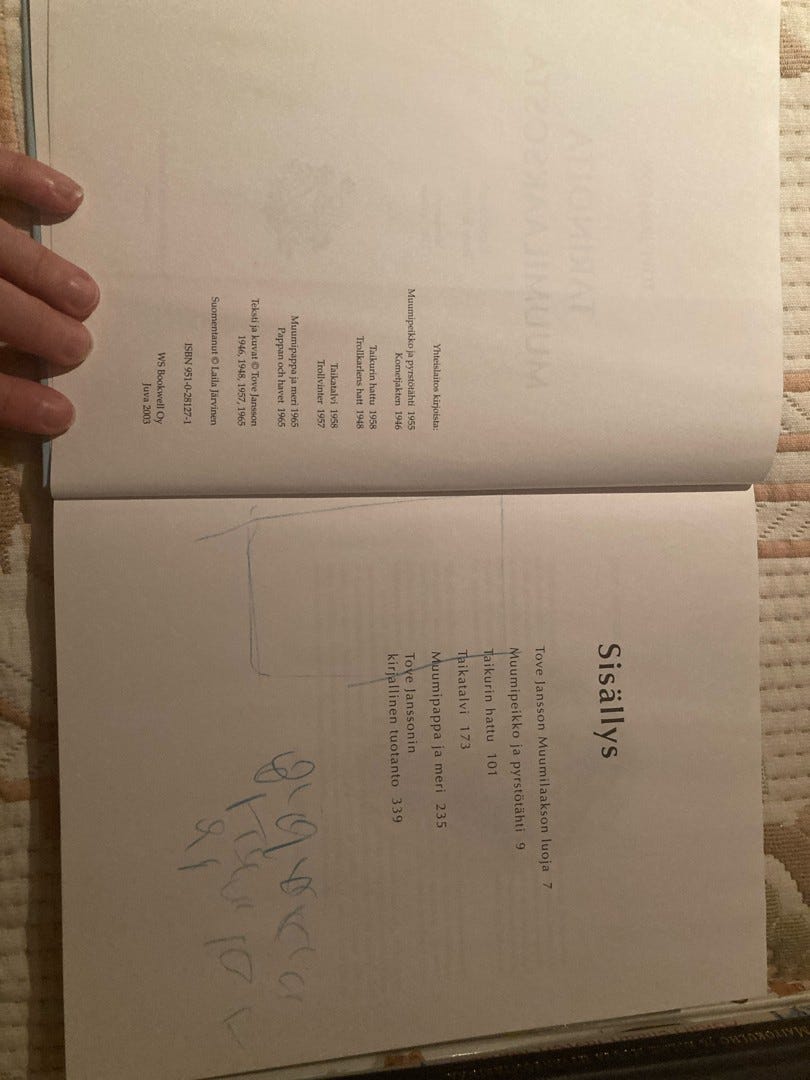 Yhteislaitos kirjoista:
Muumipeikko ja pyrstötähti 1955
Kometjakten 1946
Taikurin hattu 1958
Trollkarlens hatt 1948
Taikatalvi 1958
Trollvinter 1957
Muumipappa ja meri 1965
Pappan och havet 1965
Teksti ja kuvat © Tove Jansson
1946, 1948, 1957, 1965
Suomentanut © Laila Järvinen
ISBN 951-0-28127-1
WS Bookwell Oy
Juva 2003
Sisällys
Tove Jansson Muumilaakson luoja 7
Muumipeikko ja pyrstötähti 9
Taikurin hattu 101
Taikatalvi 173
Muumipappa ja meri 235
Tove Janssonin
kirjallinen tuotanto 339